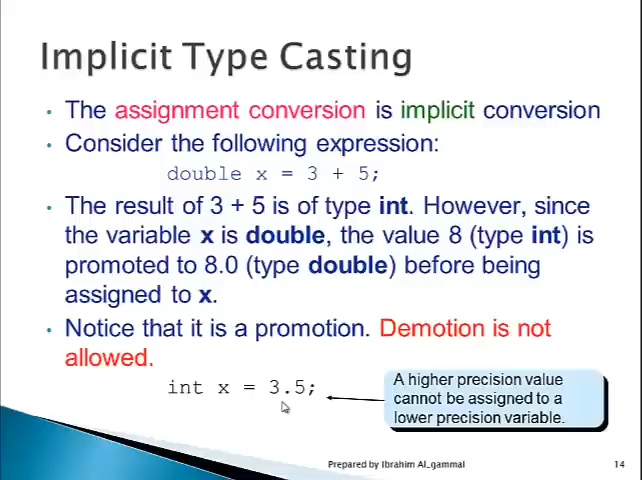 Implicit Type Casting
• The assignment conversion is implicit conversion
• Consider the following expression:
double x = 3 + 5;
• The result of 3 + 5 is of type int. However, since
the variable x is double, the value 8 (type int) is
promoted to 8.0 (type double) before being
assigned to x.
• Notice that it is a promotion. Demotion is not
allowed.
int x = 3.5;
A higher precision value
cannot be assigned to a
lower precision variable.
Prepared by Ibrahim Al_gammal
14